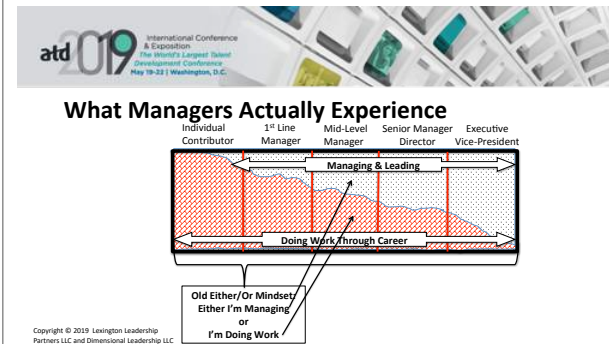 atd 2019
International Conference
& Exposition
The World's Largest Talent
Development Conference
May 19-22 | Washington, D.C.
What Managers Actually Experience
Individual Contributor
1st Line Manager
Mid-Level Manager
Senior Manager Director
Executive Vice-President
Managing & Leading
Doing Work Through Career
Old Either/Or Mindset:
Either I'm Managing
or
I'm Doing Work
Copyright © 2019 Lexington Leadership
Partners LLC and Dimensional Leadership LLC